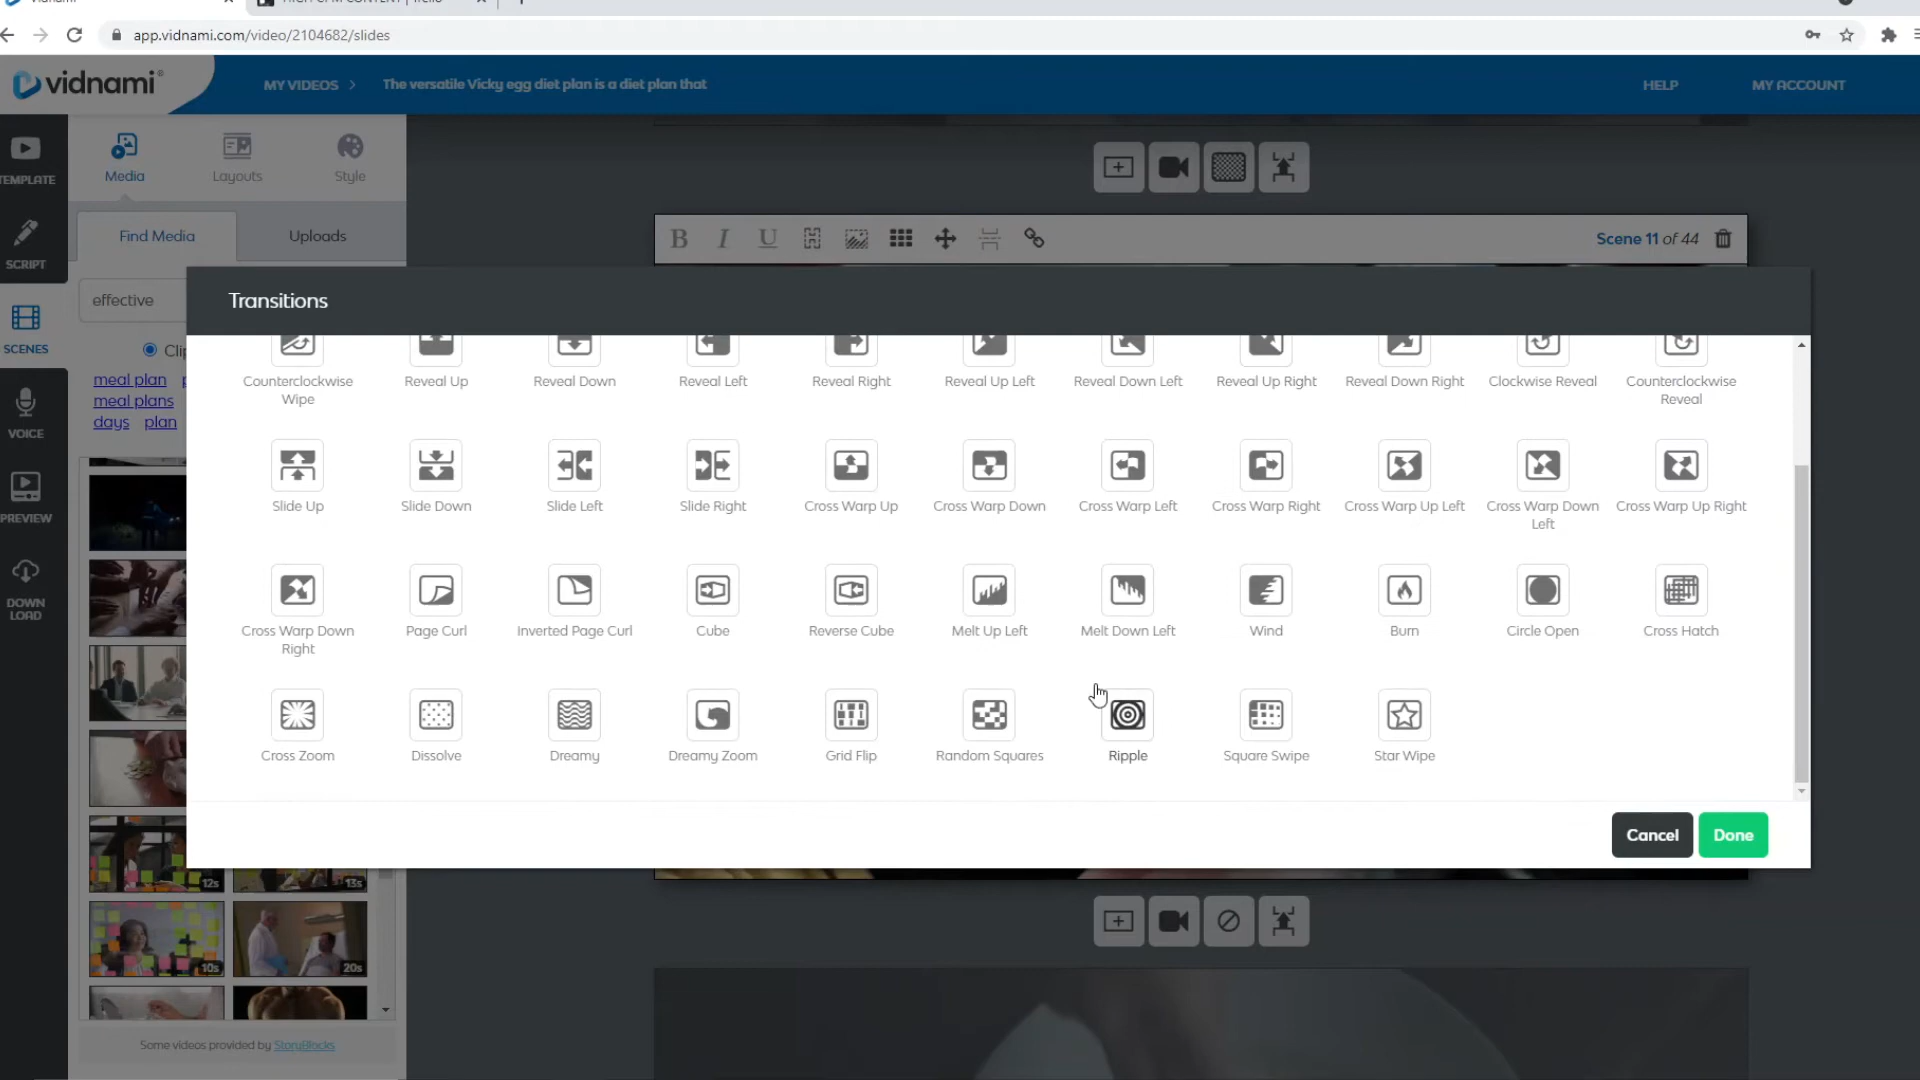 app.vidnami.com/video/2104682/slides
vidnami®
MY VIDEOS >
The versatile Vicky egg diet plan is a diet plan that
HELP
MY ACCOUNT
TEMPLATE
SCRIPT
SCENES
VOICE
PREVIEW
DOWN
LOAD
Media
Layouts
Style
Find Media
Uploads
effective
meal plan
meal plans
days plan
B I U
Scene 11 of 44
Transitions
Counterclockwise Wipe
Reveal Up
Reveal Down
Reveal Left
Reveal Right
Reveal Up Left
Reveal Down Left
Reveal Up Right
Reveal Down Right
Clockwise Reveal
Counterclockwise Reveal
Slide Up
Slide Down
Slide Left
Slide Right
Cross Warp Up
Cross Warp Down
Cross Warp Left
Cross Warp Right
Cross Warp Up Left
Cross Warp Down Left
Cross Warp Up Right
Cross Warp Down Right
Page Curl
Inverted Page Curl
Cube
Reverse Cube
Melt Up Left
Melt Down Left
Wind
Burn
Circle Open
Cross Hatch
Cross Zoom
Dissolve
Dreamy
Dreamy Zoom
Grid Flip
Random Squares
Ripple
Square Swipe
Star Wipe
Cancel
Done
12s
13s
10s
20s
Some videos provided by StoryBlocks